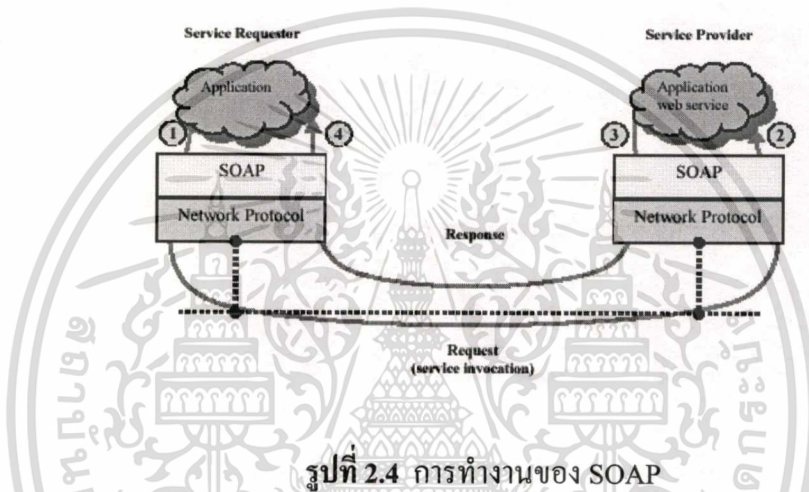 Service Requestor
Service Provider
Application
Application
web service
1
4
3
2
SOAP
SOAP
Network Protocol
Network Protocol
Response
Request
(service invocation)
รูปที่ 2.4 การทำงานของ SOAP